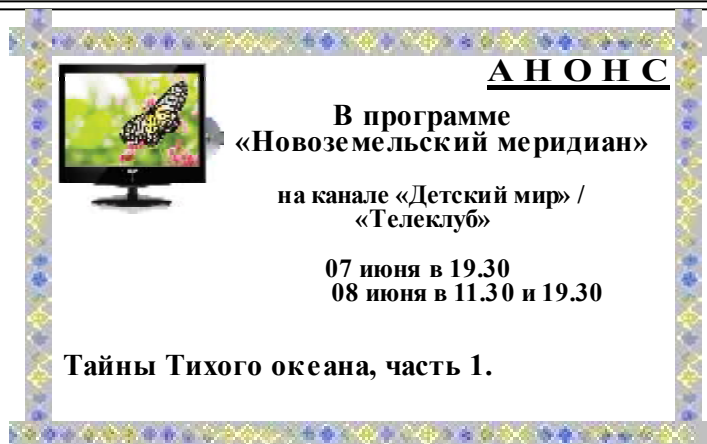 АНОНС
В программе
«Новоземельский меридиан»
на канале «Детский мир» /
«Телеклуб»
07 июня в 19.30
08 июня в 11.30 и 19.30
Тайны Тихого океана, часть 1.